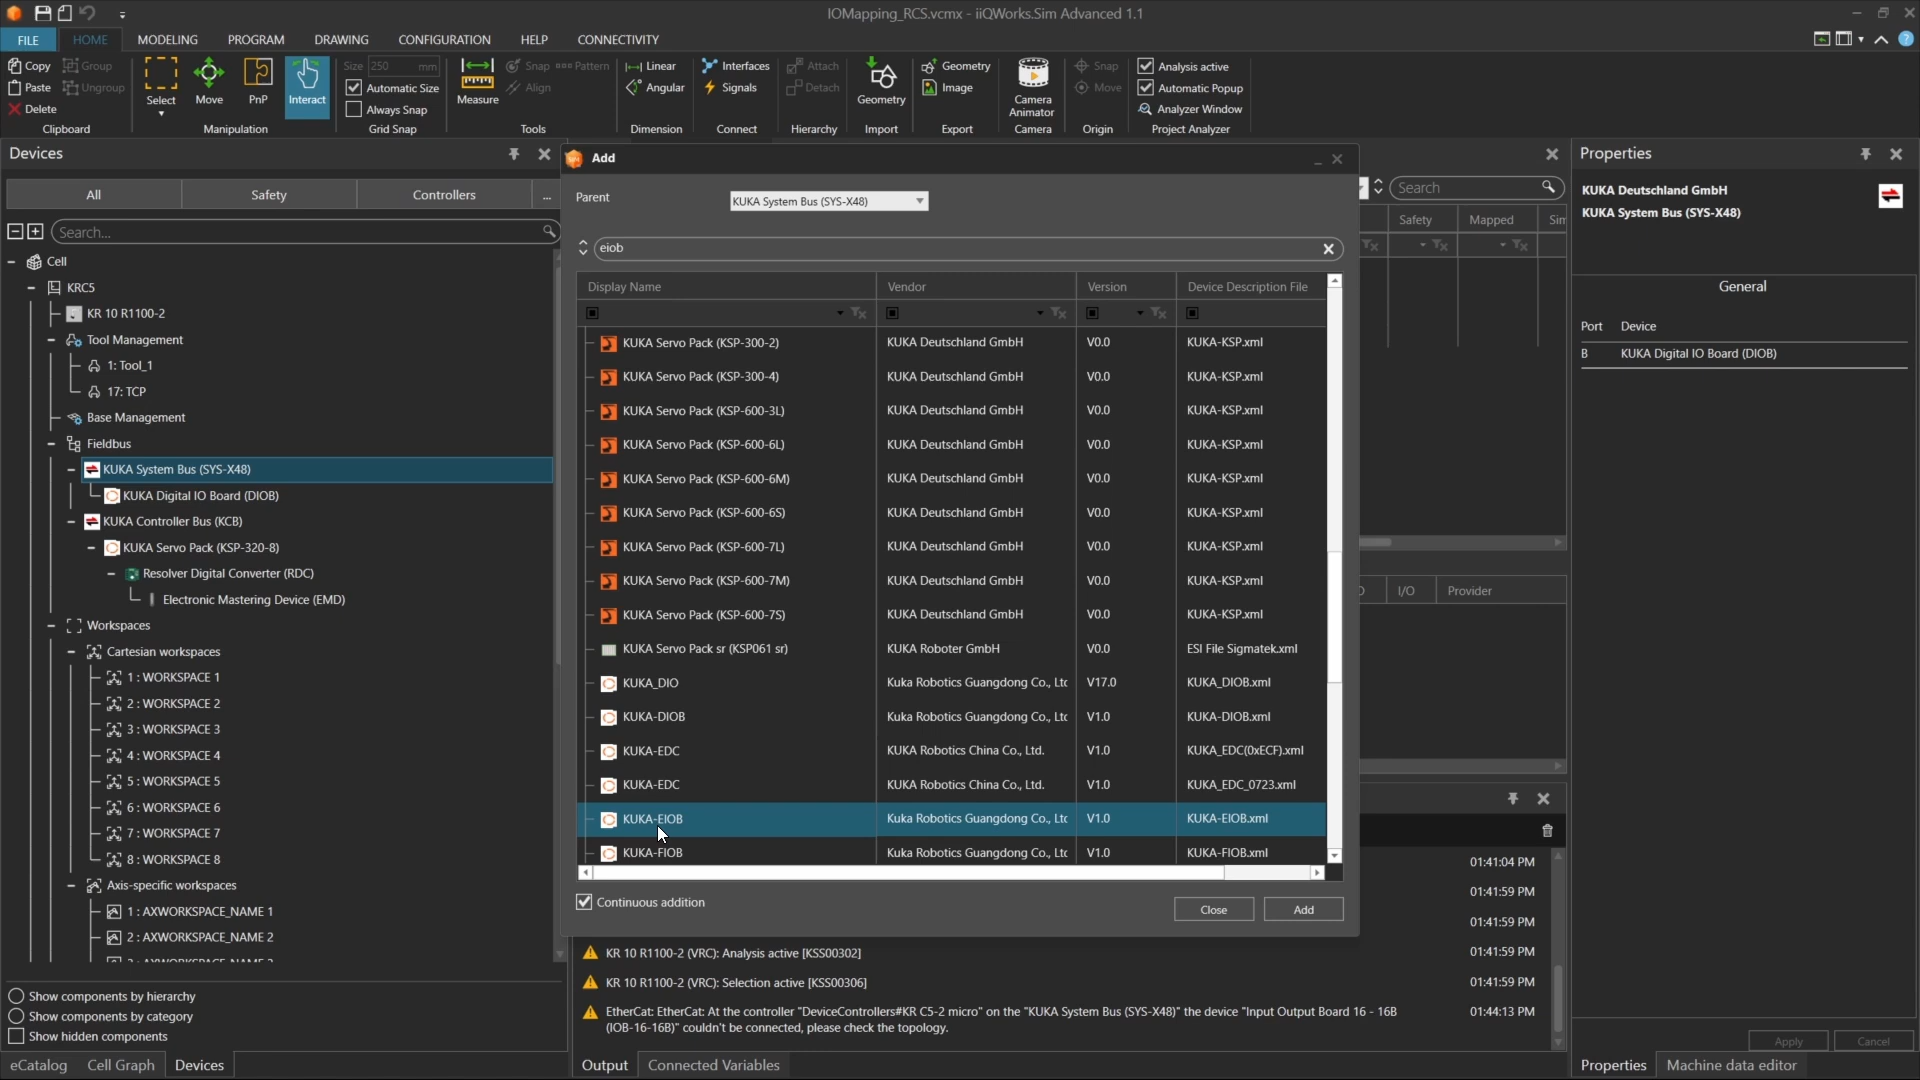 IOMapping_RCS.vcmx - iiQWorks.Sim Advanced 1.1
FILE HOME MODELING PROGRAM DRAWING CONFIGURATION HELP CONNECTIVITY
Copy Group Size 250 mm Snap Pattern Linear Interfaces Attach Geometry Snap Analysis active
Paste Ungroup Select Move PnP Interact Automatic Size Measure Align Angular Signals Detach Geometry Image Camera Animator Move Automatic Popup
Delete Always Snap Analyzer Window
Clipboard Manipulation Grid Snap Tools Dimension Connect Hierarchy Import Export Camera Origin Project Analyzer
Devices
All Safety Controllers ...
Search...
Cell
KRC5
KR 10 R1100-2
Tool Management
1: Tool_1
17: TCP
Base Management
Fieldbus
KUKA System Bus (SYS-X48)
KUKA Digital IO Board (DIOB)
KUKA Controller Bus (KCB)
KUKA Servo Pack (KSP-320-8)
Resolver Digital Converter (RDC)
Electronic Mastering Device (EMD)
Workspaces
Cartesian workspaces
1 : WORKSPACE 1
2 : WORKSPACE 2
3 : WORKSPACE 3
4 : WORKSPACE 4
5 : WORKSPACE 5
6 : WORKSPACE 6
7 : WORKSPACE 7
8 : WORKSPACE 8
Axis-specific workspaces
1 : AXWORKSPACE_NAME 1
2 : AXWORKSPACE_NAME 2
Show components by hierarchy
Show components by category
Show hidden components
eCatalog Cell Graph Devices
Add
Parent KUKA System Bus (SYS-X48)
eiob
Display Name Vendor Version Device Description File
KUKA Servo Pack (KSP-300-2) KUKA Deutschland GmbH V0.0 KUKA-KSP.xml
KUKA Servo Pack (KSP-300-4) KUKA Deutschland GmbH V0.0 KUKA-KSP.xml
KUKA Servo Pack (KSP-600-3L) KUKA Deutschland GmbH V0.0 KUKA-KSP.xml
KUKA Servo Pack (KSP-600-6L) KUKA Deutschland GmbH V0.0 KUKA-KSP.xml
KUKA Servo Pack (KSP-600-6M) KUKA Deutschland GmbH V0.0 KUKA-KSP.xml
KUKA Servo Pack (KSP-600-6S) KUKA Deutschland GmbH V0.0 KUKA-KSP.xml
KUKA Servo Pack (KSP-600-7L) KUKA Deutschland GmbH V0.0 KUKA-KSP.xml
KUKA Servo Pack (KSP-600-7M) KUKA Deutschland GmbH V0.0 KUKA-KSP.xml
KUKA Servo Pack (KSP-600-7S) KUKA Deutschland GmbH V0.0 KUKA-KSP.xml
KUKA Servo Pack sr (KSP061 sr) KUKA Roboter GmbH V0.0 ESI File Sigmatek.xml
KUKA_DIO Kuka Robotics Guangdong Co., Ltd V17.0 KUKA_DIOB.xml
KUKA-DIOB Kuka Robotics Guangdong Co., Ltd V1.0 KUKA-DIOB.xml
KUKA-EDC KUKA Robotics China Co., Ltd. V1.0 KUKA_EDC(0xECF).xml
KUKA-EDC KUKA Robotics China Co., Ltd. V1.0 KUKA_EDC_0723.xml
KUKA-EIOB Kuka Robotics Guangdong Co., Ltd V1.0 KUKA-EIOB.xml
KUKA-FIOB Kuka Robotics Guangdong Co., Ltd V1.0 KUKA-FIOB.xml
Continuous addition Close Add
Search
Safety Mapped Sim
I/O Provider
01:41:04 PM
01:41:59 PM
01:41:59 PM
KR 10 R1100-2 (VRC): Analysis active [KSS00302] 01:41:59 PM
KR 10 R1100-2 (VRC): Selection active [KSS00306] 01:41:59 PM
EtherCat: EtherCat: At the controller "DeviceControllers#KR C5-2 micro" on the "KUKA System Bus (SYS-X48)" the device "Input Output Board 16 - 16B 01:44:13 PM
(IOB-16-16B)" couldn't be connected, please check the topology.
Output Connected Variables
Properties
KUKA Deutschland GmbH
KUKA System Bus (SYS-X48)
General
Port Device
B KUKA Digital IO Board (DIOB)
Apply Cancel
Properties Machine data editor